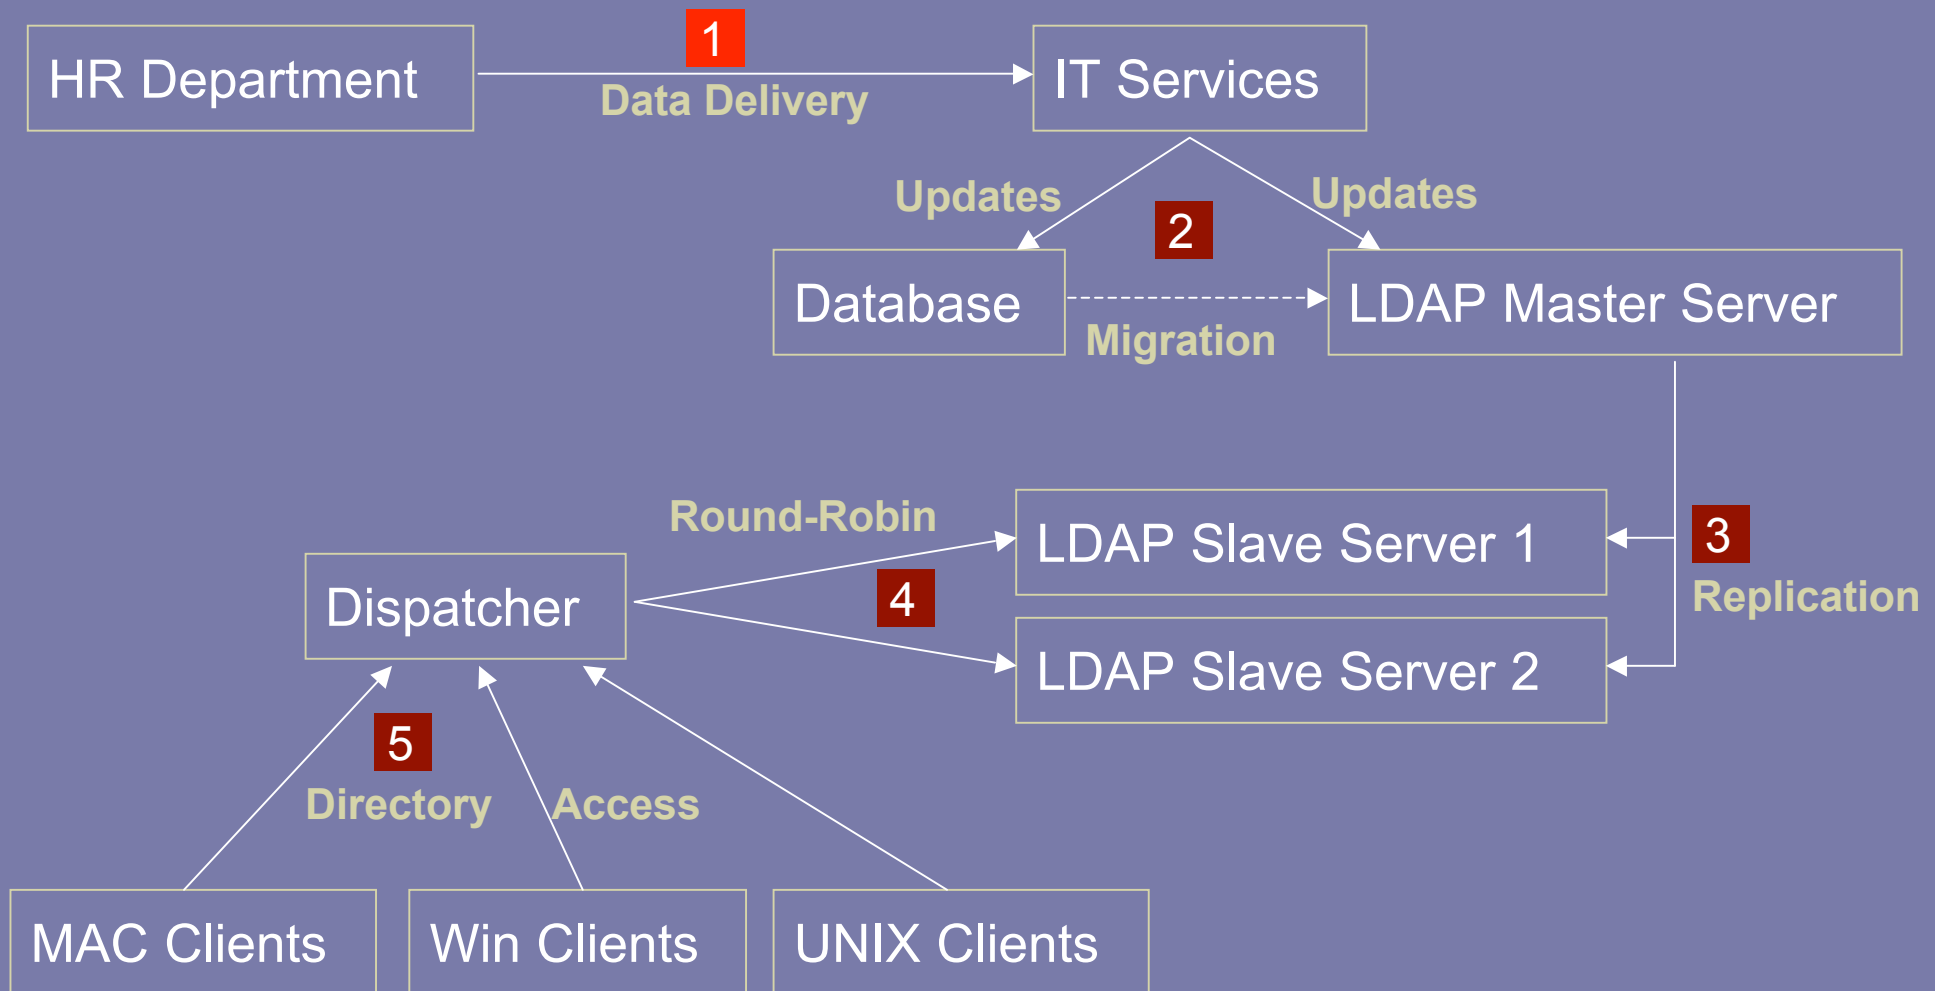 1
HR Department
IT Services
Data Delivery
Updates
Updates
2
Database
LDAP Master Server
Migration
Round-Robin
LDAP Slave Server 1
3
4
Dispatcher
Replication
LDAP Slave Server 2
5
Directory
Access
MAC Clients
Win Clients
UNIX Clients